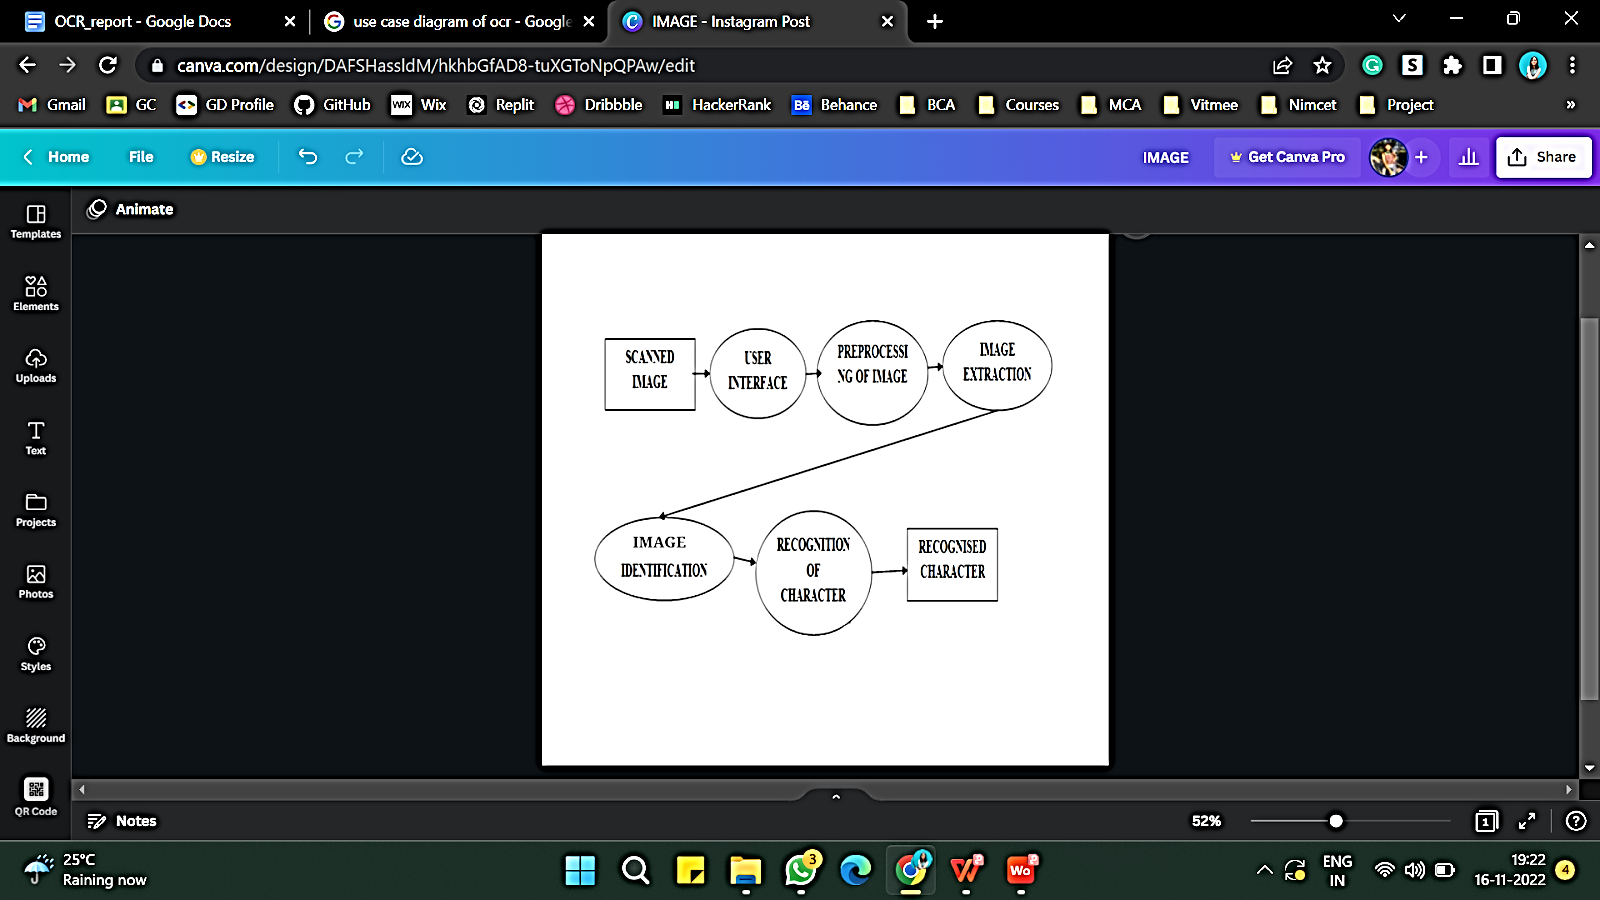 OCR_report - Google Docs
use case diagram of ocr - Google
IMAGE - Instagram Post
canva.com/design/DAFSHassldM/hkhbGfAD8-tuXGToNpQPAw/edit
Gmail GC GD Profile GitHub Wix Replit Dribbble HackerRank Behance BCA Courses MCA Vitmee Nimcet Project »
Home File Resize IMAGE Get Canva Pro Share
Animate
Templates
Elements
Uploads
Text
Projects
Photos
Styles
Background
QR Code
SCANNED
IMAGE
USER
INTERFACE
PREPROCESSI
NG OF IMAGE
IMAGE
EXTRACTION
IMAGE
IDENTIFICATION
RECOGNITION
OF
CHARACTER
RECOGNISED
CHARACTER
Notes 52% 1
25°C
Raining now
3
ENG
IN
19:22
16-11-2022
4